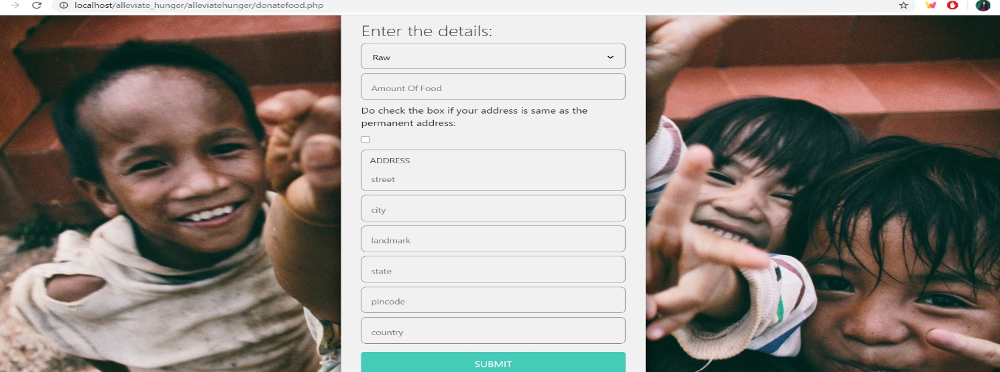 localhost/alleviate_hunger/alleviatehunger/donatefood.php
Enter the details:
Raw
Amount Of Food
Do check the box if your address is same as the
permanent address:
ADDRESS
street
city
landmark
state
pincode
country
SUBMIT